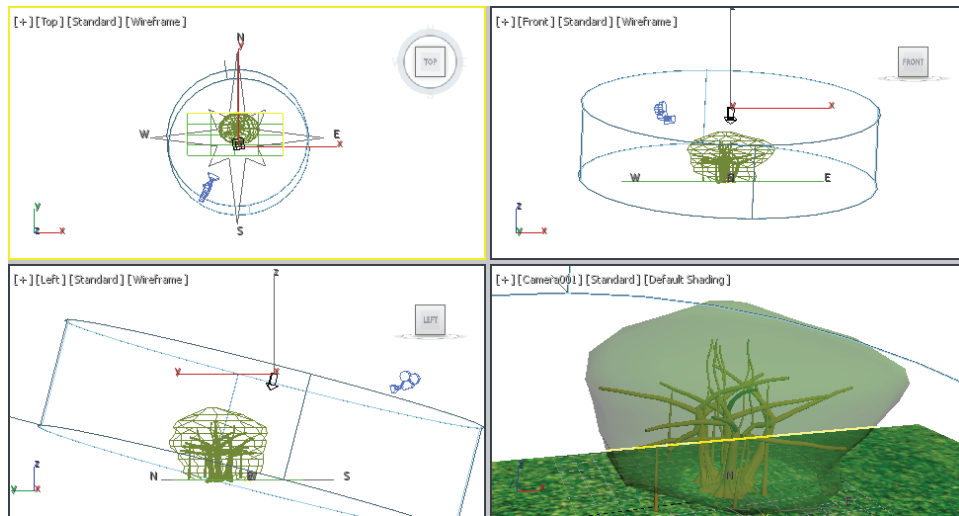 [+] [Top] [Standard] [Wireframe]
N
y
TOP
W
E
x
S
y
z
x
[+] [Front] [Standard] [Wireframe]
z
FRONT
y
x
W
E
z
y
x
[+] [Left] [Standard] [Wireframe]
z
LEFT
y
x
N
S
z
y
x
[+] [Camera001] [Standard] [Default Shading]
N